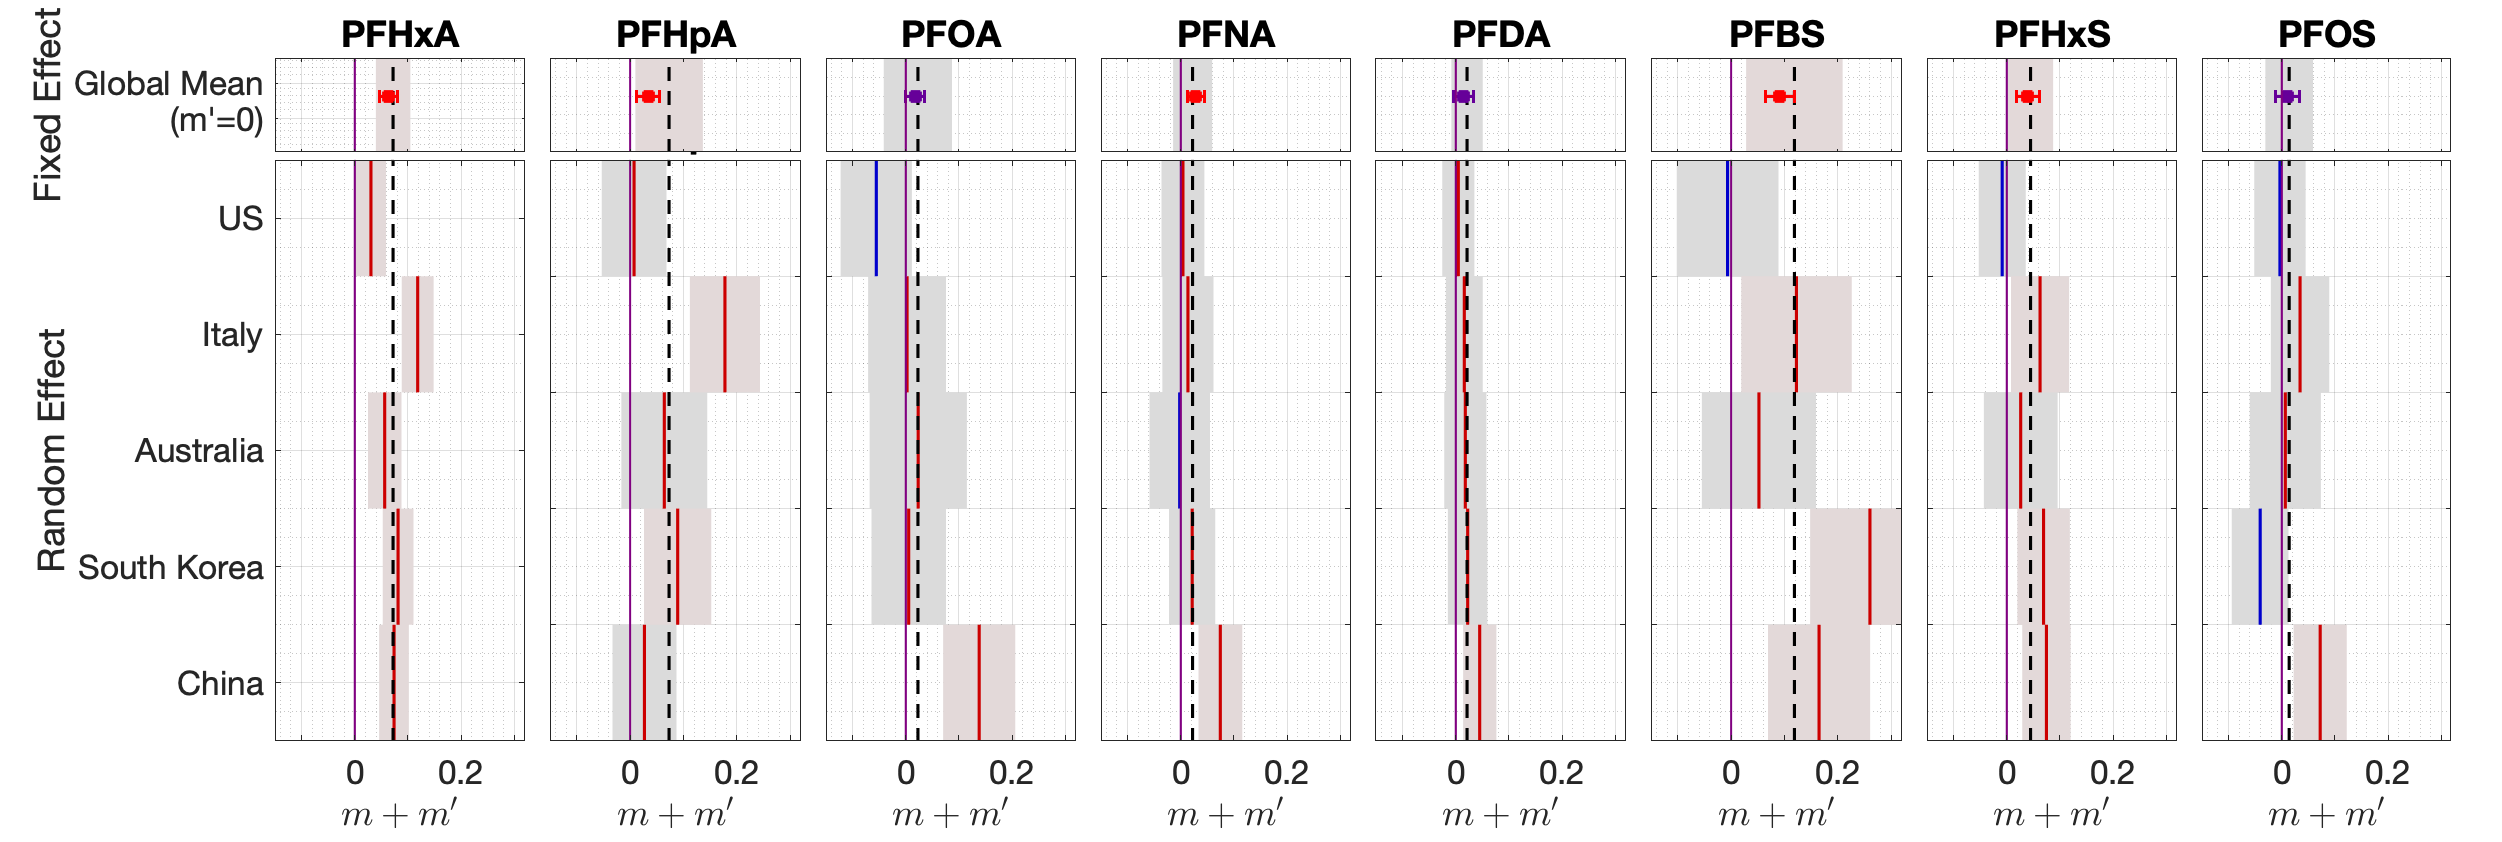 PFHxA PFHpA PFOA PFNA PFDA PFBS PFHxS PFOS
Fixed Effect
Global Mean
(m'=0)
Random Effect
US
Italy
Australia
South Korea
China
0 0.2 0 0.2 0 0.2 0 0.2 0 0.2 0 0.2 0 0.2 0 0.2
m + m′ m + m′ m + m′ m + m′ m + m′ m + m′ m + m′ m + m′